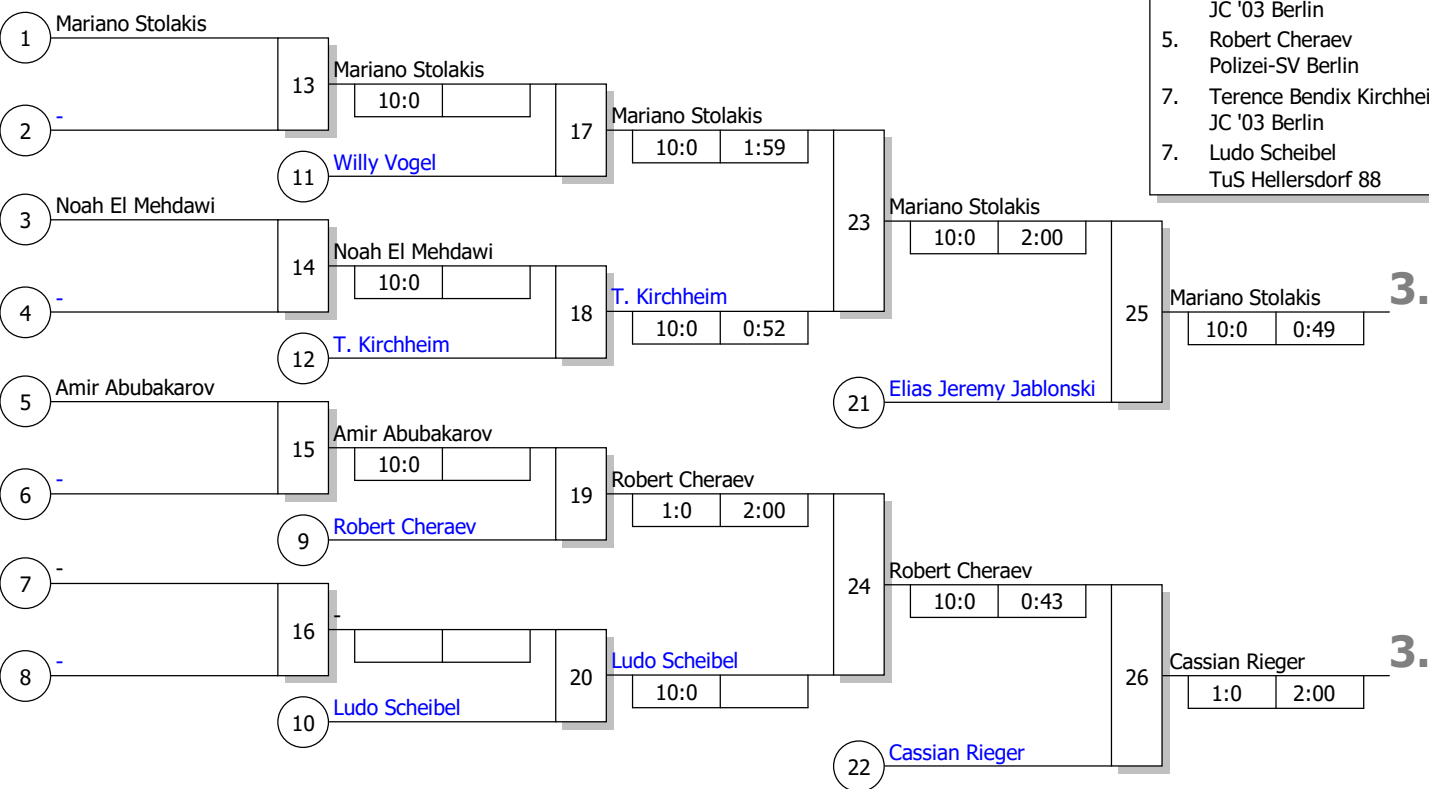 JC '03 Berlin
5. Robert Cheraev
Polizei-SV Berlin
7. Terence Bendix Kirchhei
JC '03 Berlin
7. Ludo Scheibel
TuS Hellersdorf 88
1 Mariano Stolakis
13 Mariano Stolakis
10:0
2 -
17 Mariano Stolakis
10:0 1:59
11 Willy Vogel
3 Noah El Mehdawi
23 Mariano Stolakis
10:0 2:00
14 Noah El Mehdawi
10:0
4 -
18 T. Kirchheim
10:0 0:52
25 Mariano Stolakis 3.
10:0 0:49
12 T. Kirchheim
5 Amir Abubakarov
21 Elias Jeremy Jablonski
15 Amir Abubakarov
10:0
6 -
19 Robert Cheraev
1:0 2:00
9 Robert Cheraev
7 -
24 Robert Cheraev
10:0 0:43
16 -
8 -
20 Ludo Scheibel
10:0
26 Cassian Rieger 3.
1:0 2:00
10 Ludo Scheibel
22 Cassian Rieger